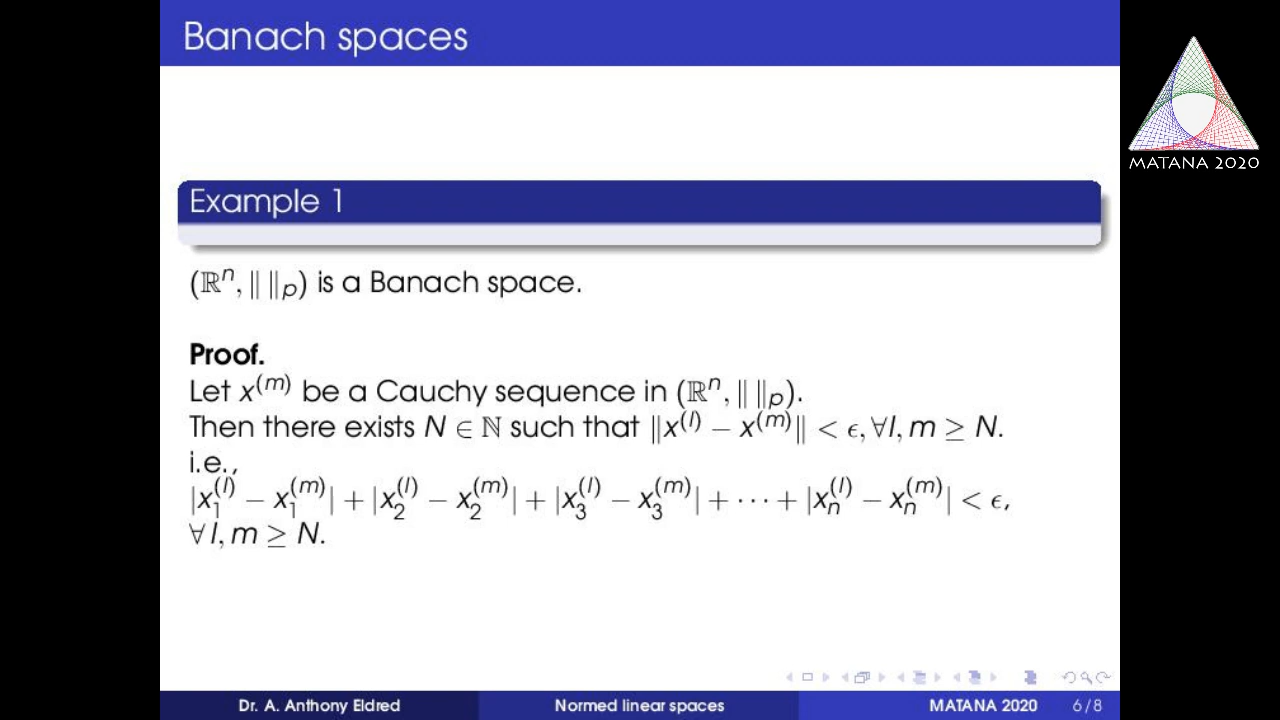 Banach spaces
MATANA 2020
Example 1
(ℝⁿ, ‖ ‖ₚ) is a Banach space.
Proof.
Let x⁽ᵐ⁾ be a Cauchy sequence in (ℝⁿ, ‖ ‖ₚ).
Then there exists N ∈ ℕ such that ‖x⁽ˡ⁾ − x⁽ᵐ⁾‖ < ϵ, ∀l, m ≥ N.
i.e.,
|x₁⁽ˡ⁾ − x₁⁽ᵐ⁾| + |x₂⁽ˡ⁾ − x₂⁽ᵐ⁾| + |x₃⁽ˡ⁾ − x₃⁽ᵐ⁾| + ⋯ + |xₙ⁽ˡ⁾ − xₙ⁽ᵐ⁾| < ϵ,
∀ l, m ≥ N.
Dr. A. Anthony Eldred Normed linear spaces MATANA 2020 6/8